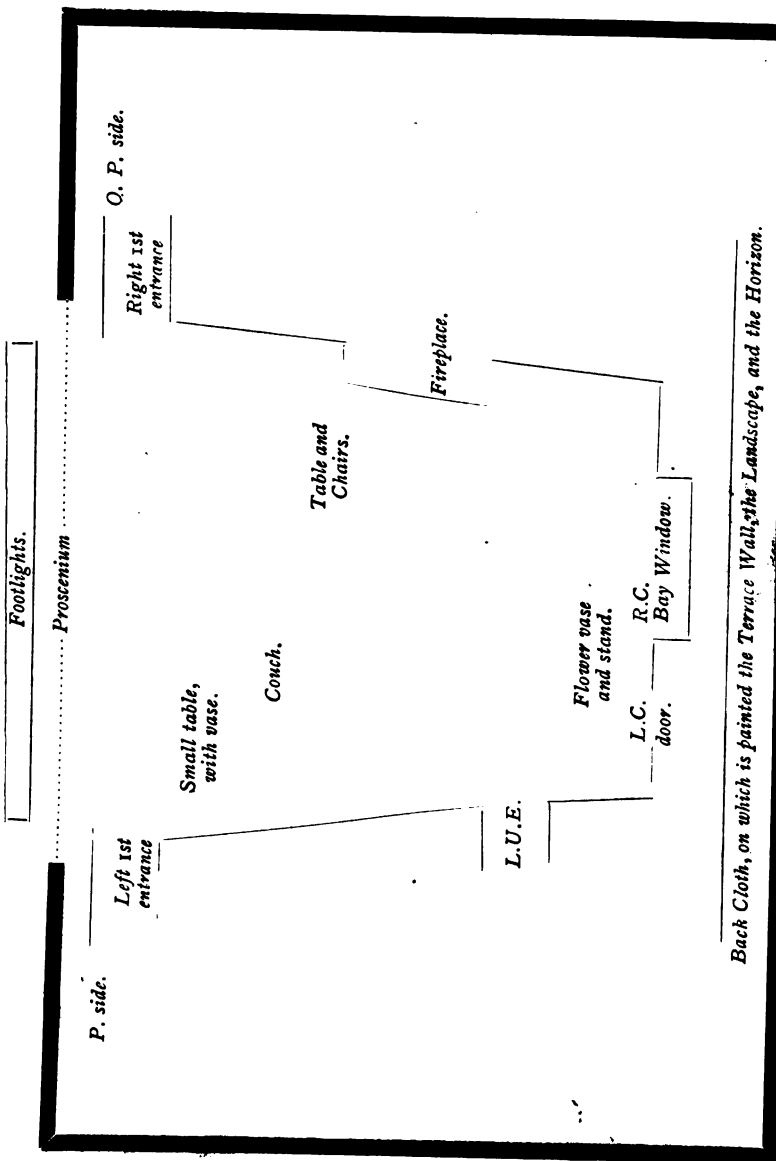 Footlights.
Proscenium
P. side.
Left 1st
entrance
Right 1st
entrance
O. P. side.
Small table,
with vase.
Couch.
Table and
Chairs.
Fireplace.
L.U.E.
Flower vase
and stand.
L.C.
door.
R.C.
Bay Window.
Back Cloth, on which is painted the Terrace Wall, the Landscape, and the Horizon.